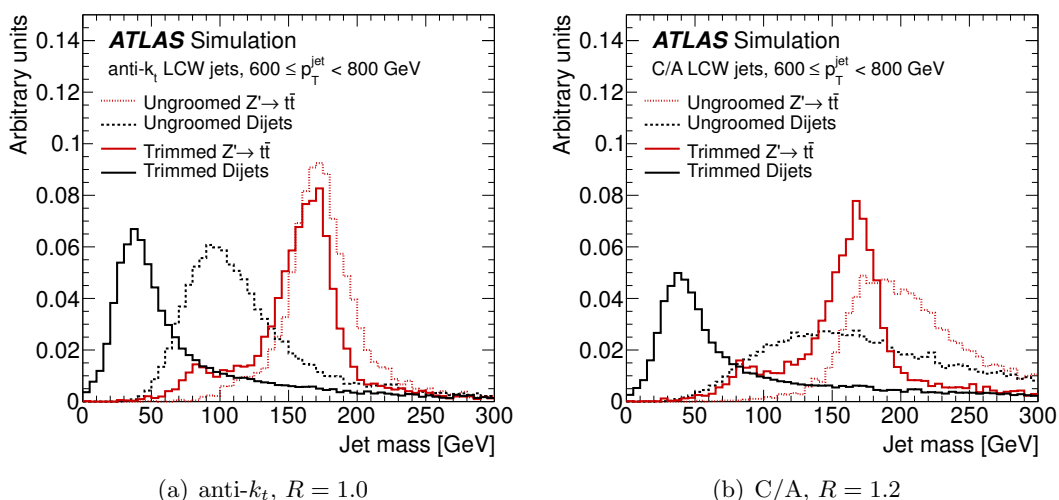 Arbitrary units
0.14
0.12
0.1
0.08
0.06
0.04
0.02
0
ATLAS Simulation
anti-kₜ LCW jets, 600 ≤ p_T^jet < 800 GeV
Ungroomed Z'→ tt̄
Ungroomed Dijets
Trimmed Z'→ tt̄
Trimmed Dijets
0 50 100 150 200 250 300
Jet mass [GeV]
(a) anti-kₜ, R = 1.0
Arbitrary units
0.14
0.12
0.1
0.08
0.06
0.04
0.02
0
ATLAS Simulation
C/A LCW jets, 600 ≤ p_T^jet < 800 GeV
Ungroomed Z'→ tt̄
Ungroomed Dijets
Trimmed Z'→ tt̄
Trimmed Dijets
0 50 100 150 200 250 300
Jet mass [GeV]
(b) C/A, R = 1.2